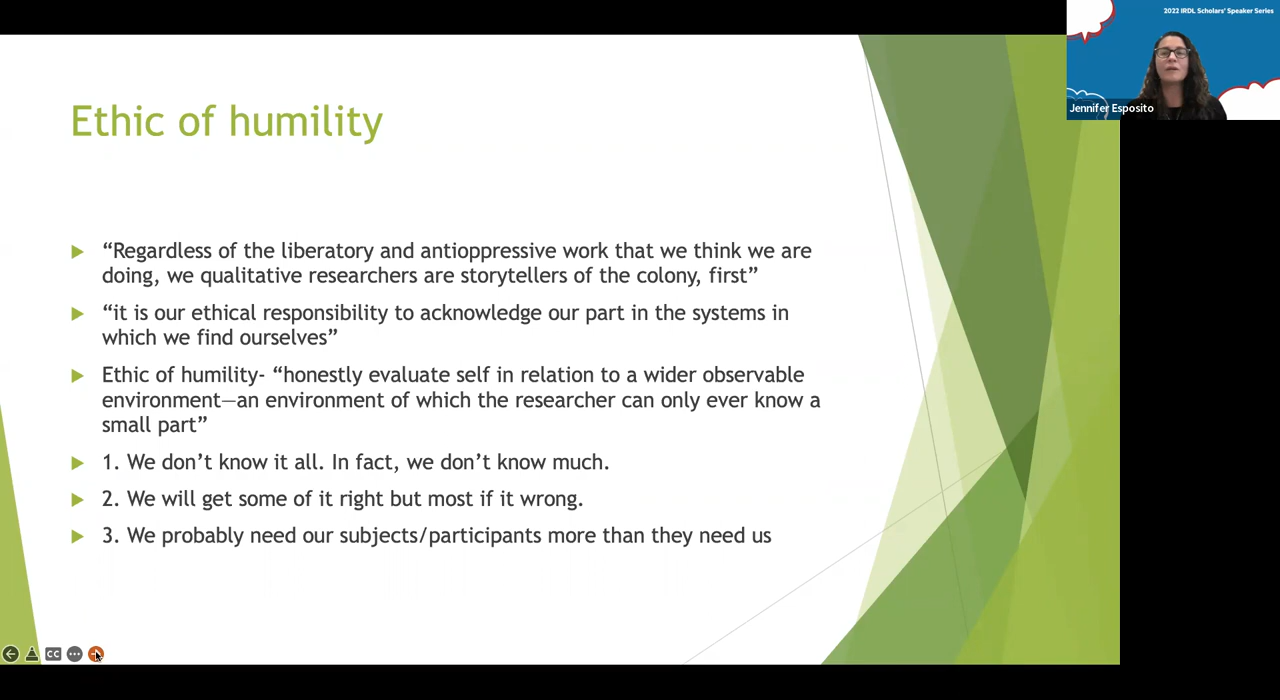 2022 IRDL Scholars' Speaker Series
Jennifer Esposito
Ethic of humility
“Regardless of the liberatory and antioppressive work that we think we are
doing, we qualitative researchers are storytellers of the colony, first”
“it is our ethical responsibility to acknowledge our part in the systems in
which we find ourselves”
Ethic of humility- “honestly evaluate self in relation to a wider observable
environment—an environment of which the researcher can only ever know a
small part”
1. We don’t know it all. In fact, we don’t know much.
2. We will get some of it right but most if it wrong.
3. We probably need our subjects/participants more than they need us
CC